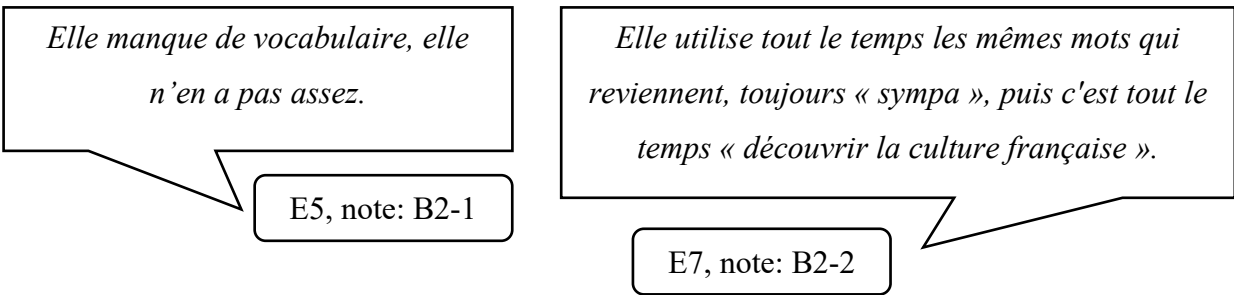 Elle manque de vocabulaire, elle
n’en a pas assez.
E5, note: B2-1
Elle utilise tout le temps les mêmes mots qui
reviennent, toujours « sympa », puis c'est tout le
temps « découvrir la culture française ».
E7, note: B2-2